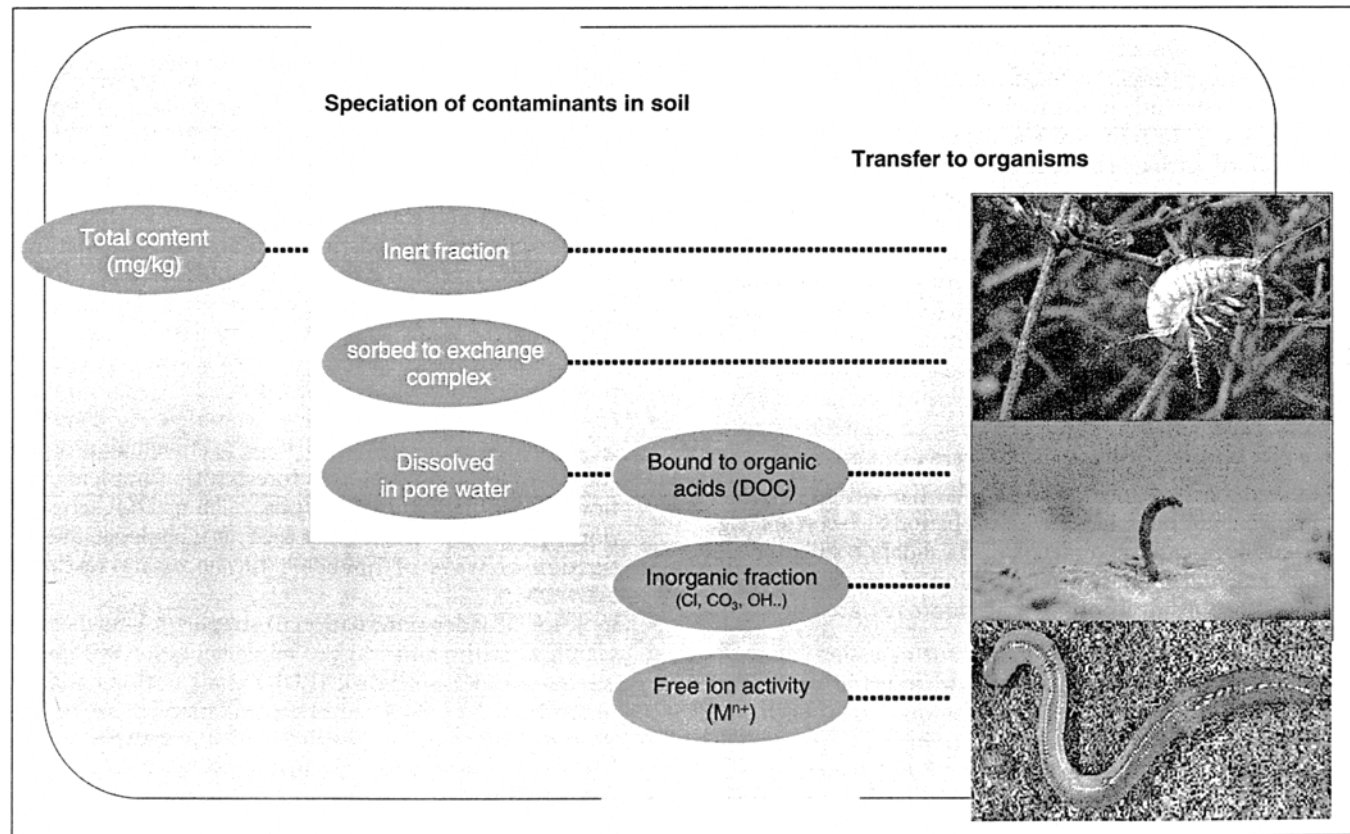 Speciation of contaminants in soil
Transfer to organisms
Total content
(mg/kg)
Inert fraction
sorbed to exchange
complex
Dissolved
in pore water
Bound to organic
acids (DOC)
Inorganic fraction
(Cl, CO₃, OH..)
Free ion activity
(Mⁿ⁺)